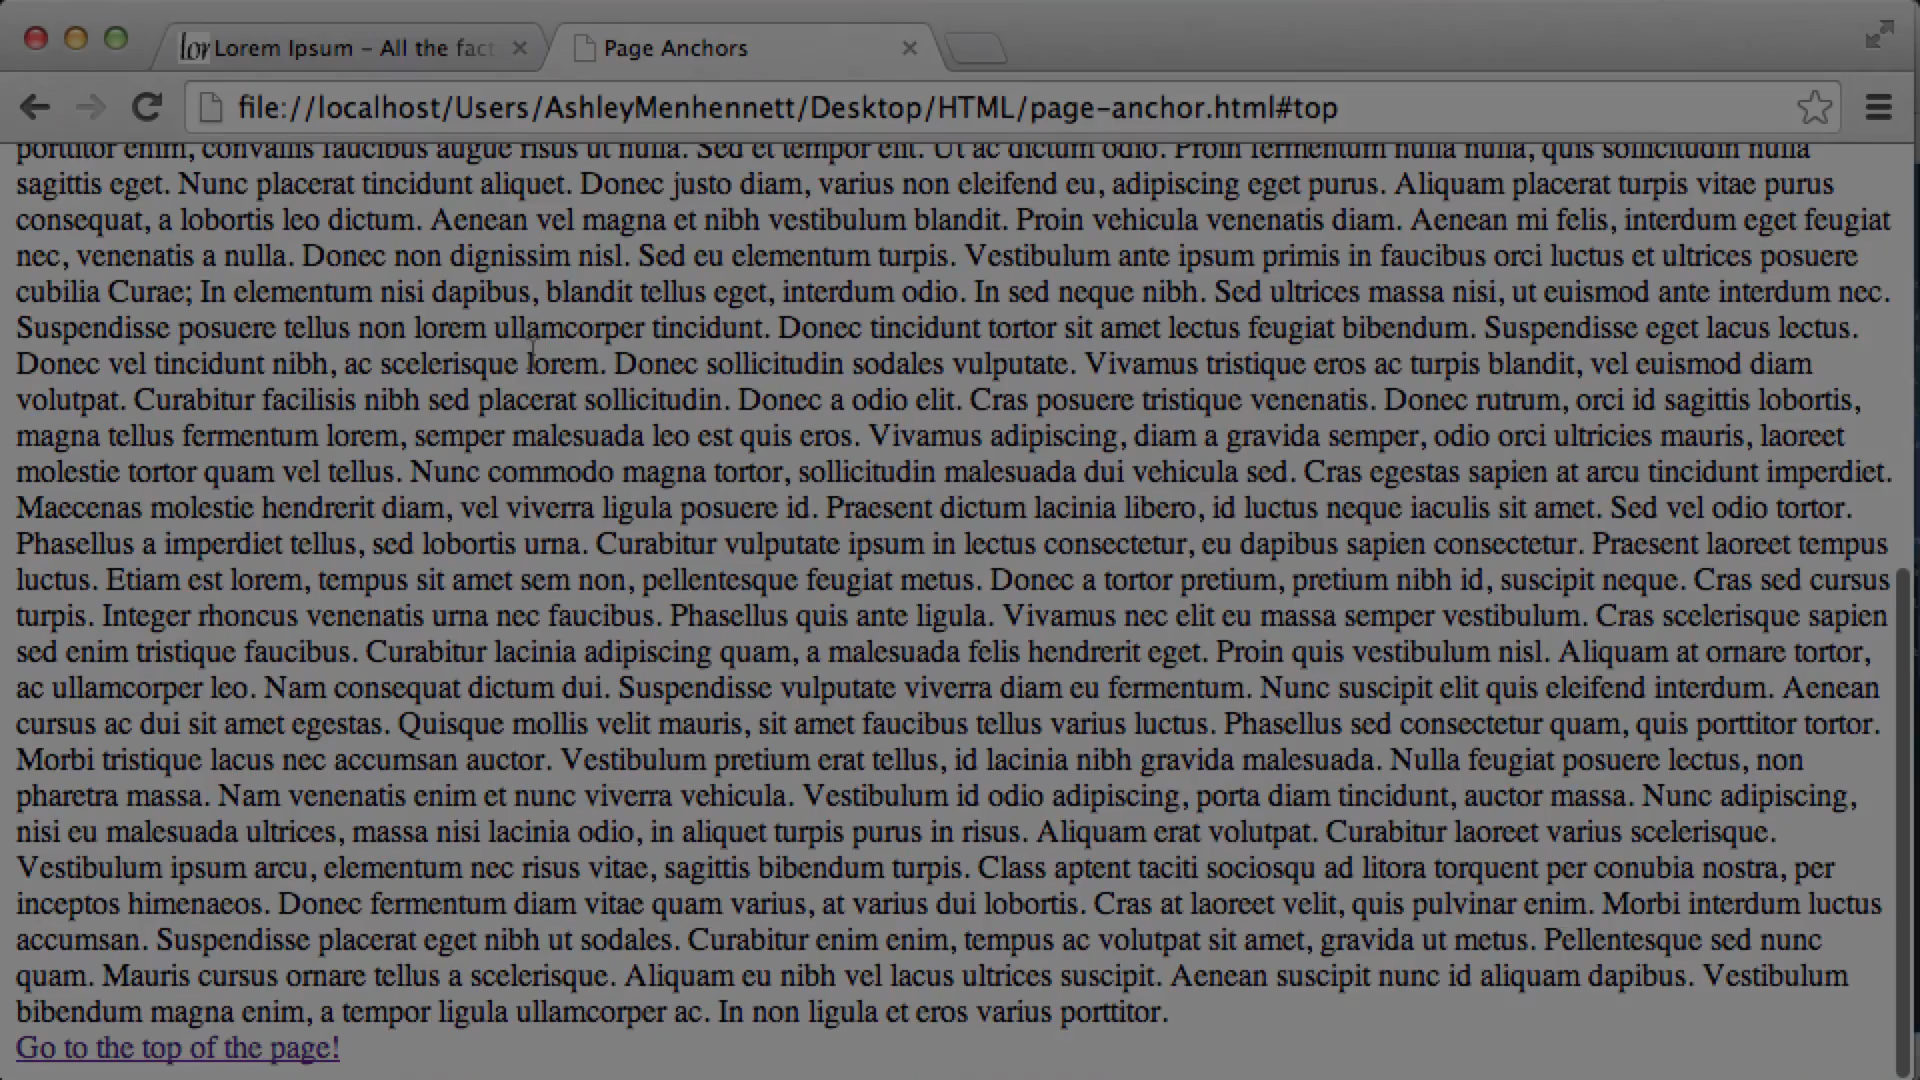 lor Lorem Ipsum – All the fact
Page Anchors
file://localhost/Users/AshleyMenhennett/Desktop/HTML/page-anchor.html#top
porttitor enim, convallis faucibus augue risus ut nulla. Sed et tempor elit. Ut ac dictum odio. Proin fermentum nulla nulla, quis sollicitudin nulla
sagittis eget. Nunc placerat tincidunt aliquet. Donec justo diam, varius non eleifend eu, adipiscing eget purus. Aliquam placerat turpis vitae purus
consequat, a lobortis leo dictum. Aenean vel magna et nibh vestibulum blandit. Proin vehicula venenatis diam. Aenean mi felis, interdum eget feugiat
nec, venenatis a nulla. Donec non dignissim nisl. Sed eu elementum turpis. Vestibulum ante ipsum primis in faucibus orci luctus et ultrices posuere
cubilia Curae; In elementum nisi dapibus, blandit tellus eget, interdum odio. In sed neque nibh. Sed ultrices massa nisi, ut euismod ante interdum nec.
Suspendisse posuere tellus non lorem ullamcorper tincidunt. Donec tincidunt tortor sit amet lectus feugiat bibendum. Suspendisse eget lacus lectus.
Donec vel tincidunt nibh, ac scelerisque lorem. Donec sollicitudin sodales vulputate. Vivamus tristique eros ac turpis blandit, vel euismod diam
volutpat. Curabitur facilisis nibh sed placerat sollicitudin. Donec a odio elit. Cras posuere tristique venenatis. Donec rutrum, orci id sagittis lobortis,
magna tellus fermentum lorem, semper malesuada leo est quis eros. Vivamus adipiscing, diam a gravida semper, odio orci ultricies mauris, laoreet
molestie tortor quam vel tellus. Nunc commodo magna tortor, sollicitudin malesuada dui vehicula sed. Cras egestas sapien at arcu tincidunt imperdiet.
Maecenas molestie hendrerit diam, vel viverra ligula posuere id. Praesent dictum lacinia libero, id luctus neque iaculis sit amet. Sed vel odio tortor.
Phasellus a imperdiet tellus, sed lobortis urna. Curabitur vulputate ipsum in lectus consectetur, eu dapibus sapien consectetur. Praesent laoreet tempus
luctus. Etiam est lorem, tempus sit amet sem non, pellentesque feugiat metus. Donec a tortor pretium, pretium nibh id, suscipit neque. Cras sed cursus
turpis. Integer rhoncus venenatis urna nec faucibus. Phasellus quis ante ligula. Vivamus nec elit eu massa semper vestibulum. Cras scelerisque sapien
sed enim tristique faucibus. Curabitur lacinia adipiscing quam, a malesuada felis hendrerit eget. Proin quis vestibulum nisl. Aliquam at ornare tortor,
ac ullamcorper leo. Nam consequat dictum dui. Suspendisse vulputate viverra diam eu fermentum. Nunc suscipit elit quis eleifend interdum. Aenean
cursus ac dui sit amet egestas. Quisque mollis velit mauris, sit amet faucibus tellus varius luctus. Phasellus sed consectetur quam, quis porttitor tortor.
Morbi tristique lacus nec accumsan auctor. Vestibulum pretium erat tellus, id lacinia nibh gravida malesuada. Nulla feugiat posuere lectus, non
pharetra massa. Nam venenatis enim et nunc viverra vehicula. Vestibulum id odio adipiscing, porta diam tincidunt, auctor massa. Nunc adipiscing,
nisi eu malesuada ultrices, massa nisi lacinia odio, in aliquet turpis purus in risus. Aliquam erat volutpat. Curabitur laoreet varius scelerisque.
Vestibulum ipsum arcu, elementum nec risus vitae, sagittis bibendum turpis. Class aptent taciti sociosqu ad litora torquent per conubia nostra, per
inceptos himenaeos. Donec fermentum diam vitae quam varius, at varius dui lobortis. Cras at laoreet velit, quis pulvinar enim. Morbi interdum luctus
accumsan. Suspendisse placerat eget nibh ut sodales. Curabitur enim enim, tempus ac volutpat sit amet, gravida ut metus. Pellentesque sed nunc
quam. Mauris cursus ornare tellus a scelerisque. Aliquam eu nibh vel lacus ultrices suscipit. Aenean suscipit nunc id aliquam dapibus. Vestibulum
bibendum magna enim, a tempor ligula ullamcorper ac. In non ligula et eros varius porttitor.
Go to the top of the page!